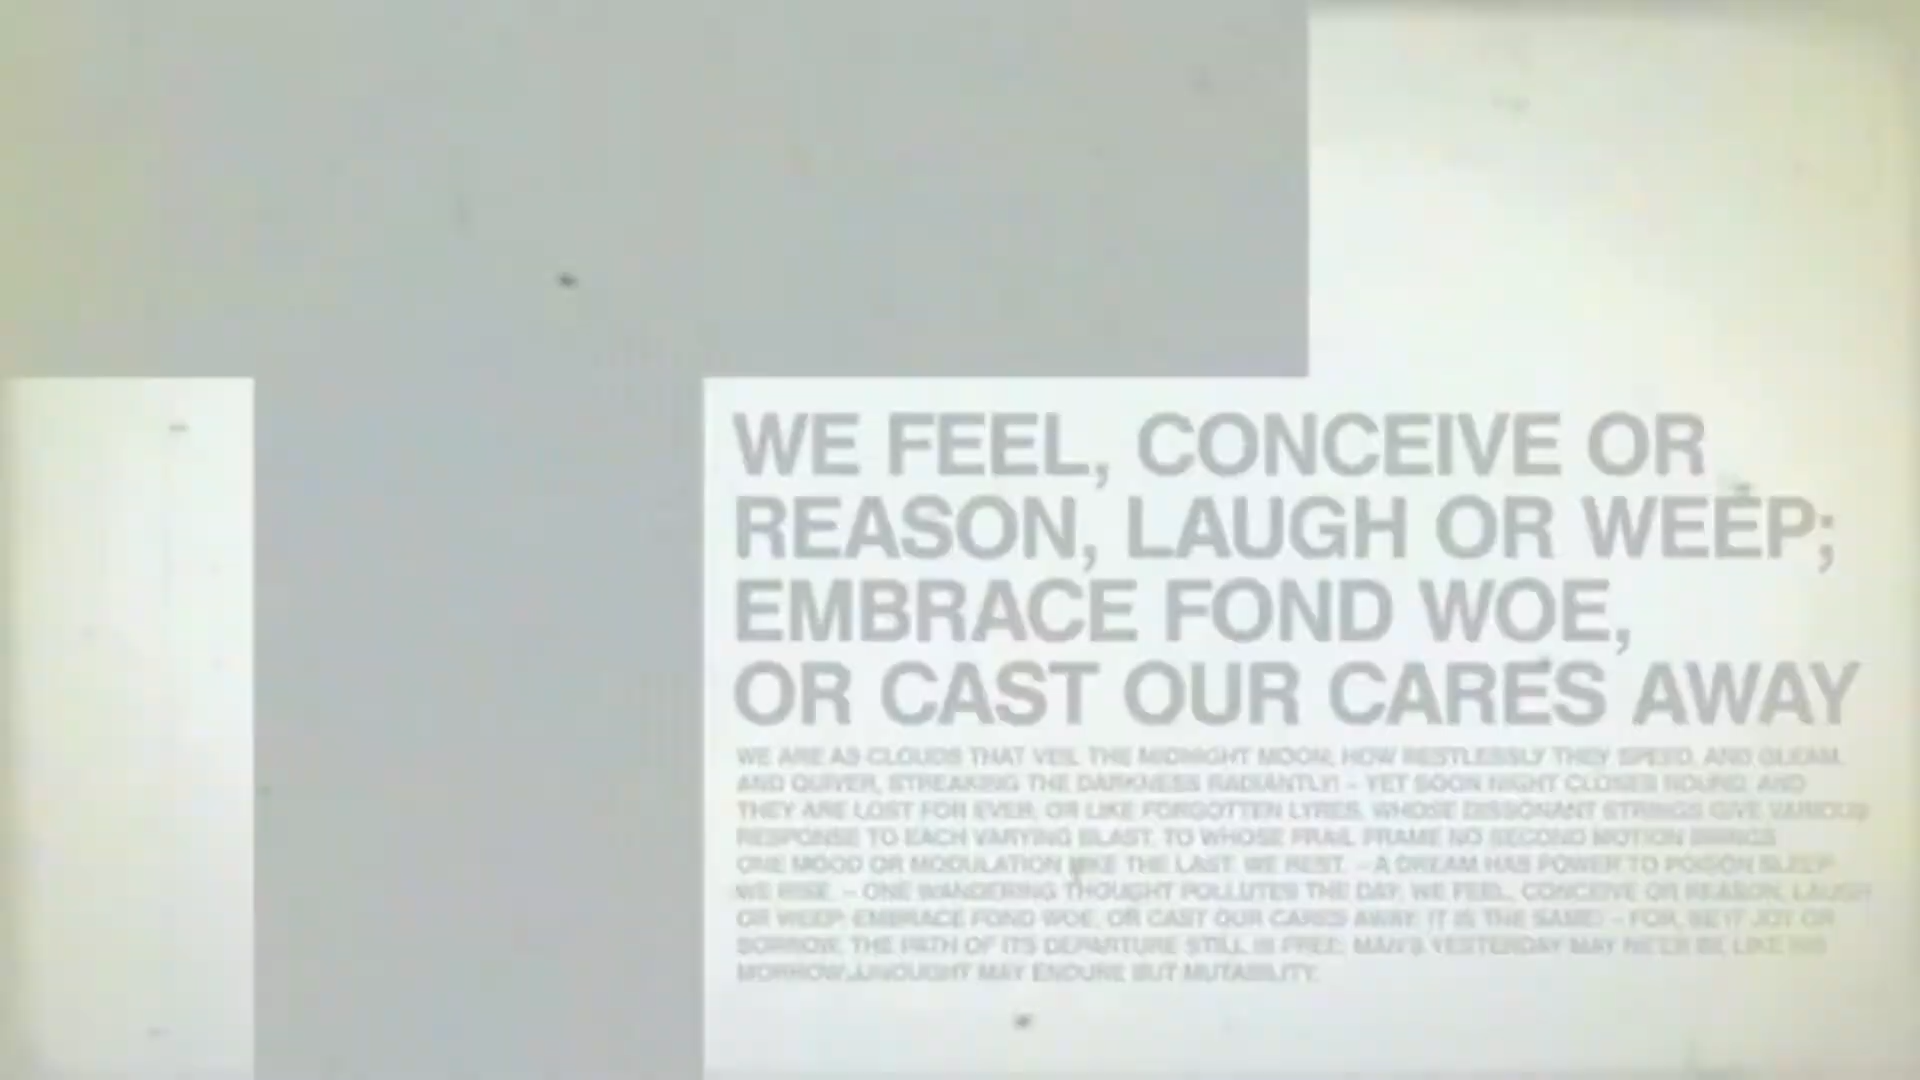 WE FEEL, CONCEIVE OR
REASON, LAUGH OR WEEP;
EMBRACE FOND WOE,
OR CAST OUR CARES AWAY
WE ARE AS CLOUDS THAT VEIL THE MIDNIGHT MOON; HOW RESTLESSLY THEY SPEED, AND GLEAM,
AND QUIVER, STREAKING THE DARKNESS RADIANTLY! – YET SOON NIGHT CLOSES ROUND, AND
THEY ARE LOST FOR EVER; OR LIKE FORGOTTEN LYRES, WHOSE DISSONANT STRINGS GIVE VARIOUS
RESPONSE TO EACH VARYING BLAST, TO WHOSE FRAIL FRAME NO SECOND MOTION BRINGS
ONE MOOD OR MODULATION LIKE THE LAST. WE REST. – A DREAM HAS POWER TO POISON SLEEP;
WE RISE. – ONE WANDERING THOUGHT POLLUTES THE DAY; WE FEEL, CONCEIVE OR REASON, LAUGH
OR WEEP; EMBRACE FOND WOE, OR CAST OUR CARES AWAY; IT IS THE SAME! – FOR, BE IT JOY OR
SORROW, THE PATH OF ITS DEPARTURE STILL IS FREE; MAN'S YESTERDAY MAY NE'ER BE LIKE HIS
MAY ENDURE BUT MUTABILITY.